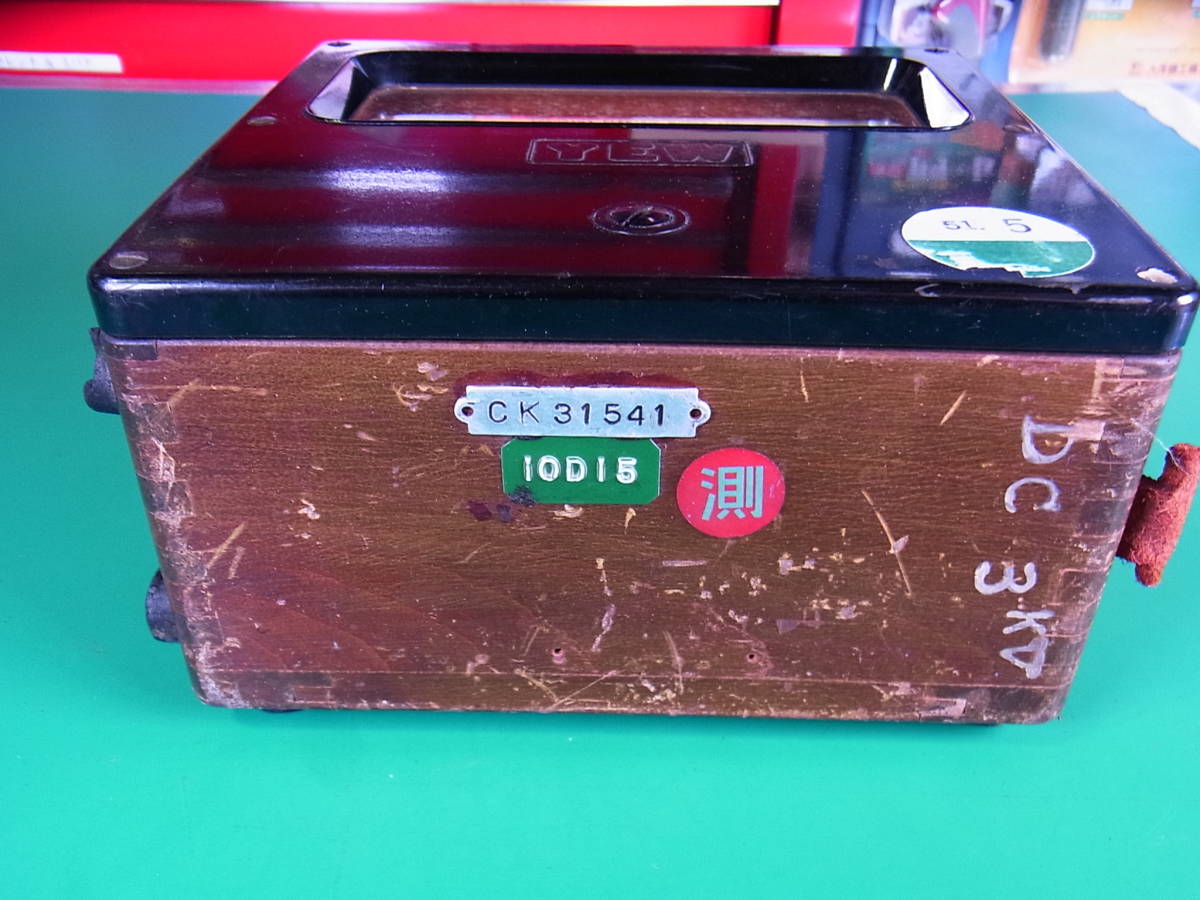 YEW
51. 5
CK 31541
10D15
測
DC 3KV